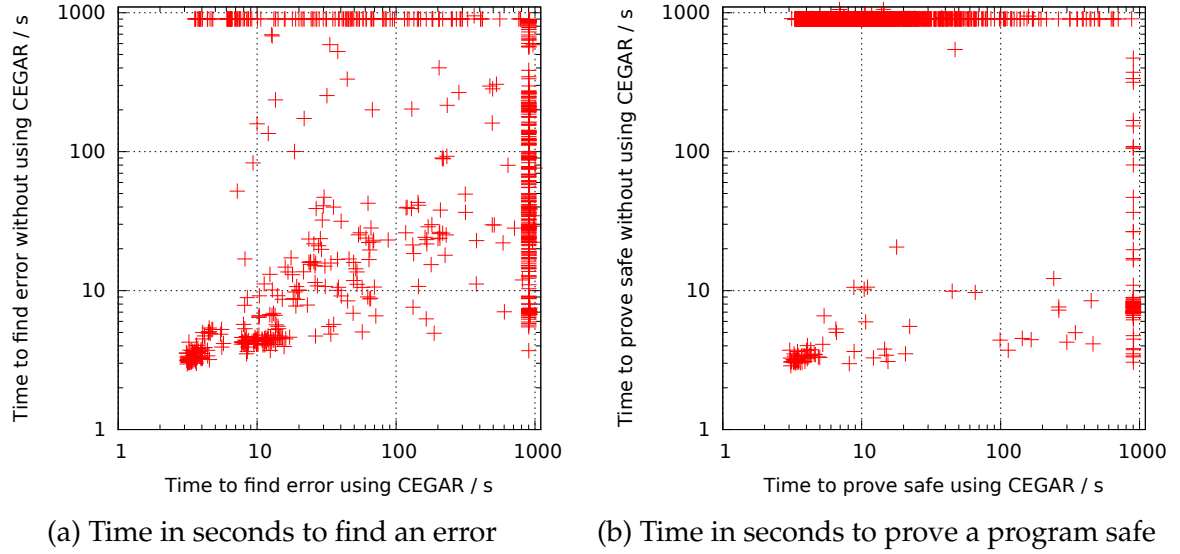 Time to find error without using CEGAR / s
1000
100
10
1
1
10
100
1000
Time to find error using CEGAR / s
(a) Time in seconds to find an error
Time to prove safe without using CEGAR / s
1000
100
10
1
1
10
100
1000
Time to prove safe using CEGAR / s
(b) Time in seconds to prove a program safe